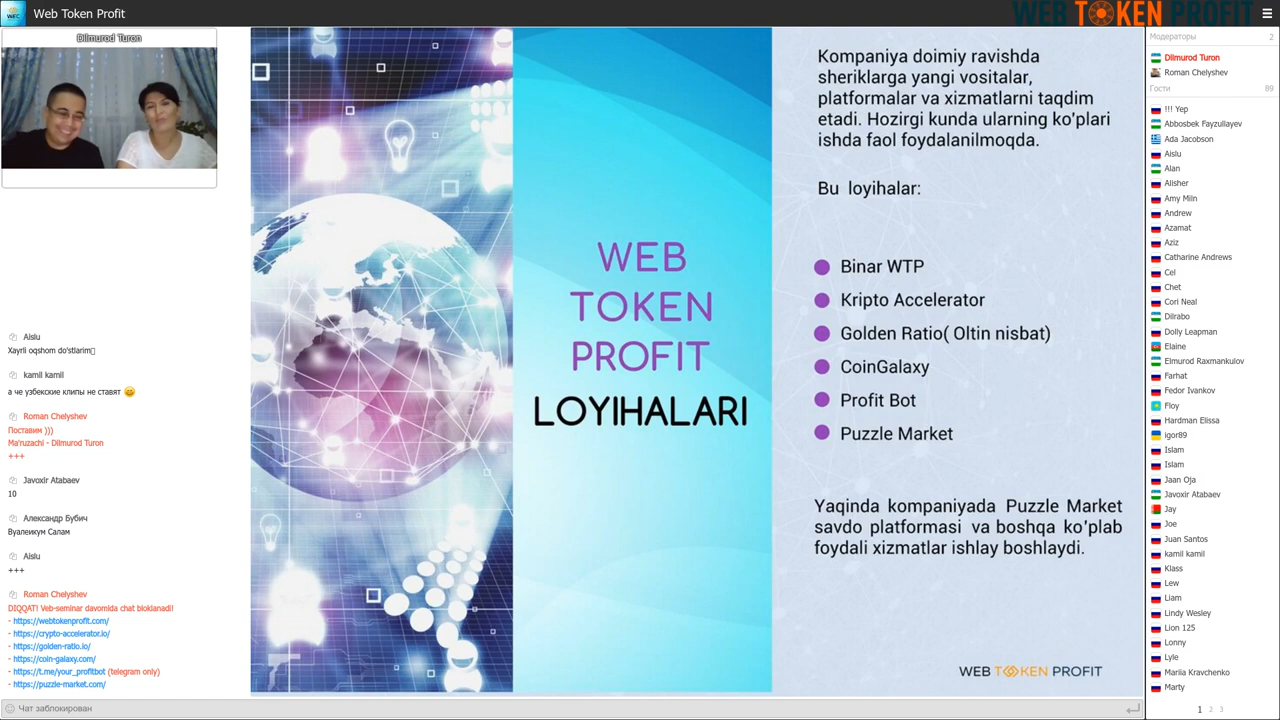 WEC
Web Token Profit
WEB TOKEN PROFIT
Dilmurod Turon
Aislu
Xayrli oqshom do'stlarim
kamil kamil
а че узбекские клипы не ставят
Roman Chelyshev
Поставим )))
Ma'ruzachi - Dilmurod Turon
+++
Javoxir Atabaev
10
Александр Бубич
Вуалеикум Салам
Aislu
+++
Roman Chelyshev
DIQQAT! Veb-seminar davomida chat bloklanadi!
- https://webtokenprofit.com/
- https://crypto-accelerator.io/
- https://golden-ratio.io/
- https://coin-galaxy.com/
- https://t.me/your_profitbot (telegram only)
- https://puzzle-market.com/
Чат заблокирован
WEB
TOKEN
PROFIT
LOYIHALARI
Kompaniya doimiy ravishda
sheriklarga yangi vositalar,
platformalar va xizmatlarni taqdim
etadi. Hozirgi kunda ularning ko'plari
ishda faol foydalanilmoqda.
Bu loyihalar:
Binar WTP
Kripto Accelerator
Golden Ratio( Oltin nisbat)
CoinGalaxy
Profit Bot
Puzzle Market
Yaqinda kompaniyada Puzzle Market
savdo platformasi va boshqa ko'plab
foydali xizmatlar ishlay boshlaydi.
WEB TOKEN PROFIT
Модераторы 2
Dilmurod Turon
Roman Chelyshev
Гости 89
!!! Yep
Abbosbek Fayzullayev
Ada Jacobson
Aislu
Alan
Alisher
Amy Miln
Andrew
Azamat
Aziz
Catharine Andrews
Cel
Chet
Cori Neal
Dilrabo
Dolly Leapman
Elaine
Elmurod Raxmankulov
Farhat
Fedor Ivankov
Floy
Hardman Elissa
igor89
Islam
Islam
Jaan Oja
Javoxir Atabaev
Jay
Joe
Juan Santos
kamil kamil
Klass
Lew
Liam
Lindy Wesley
Lion 125
Lonny
Lyle
Mariia Kravchenko
Marty
1 2 3